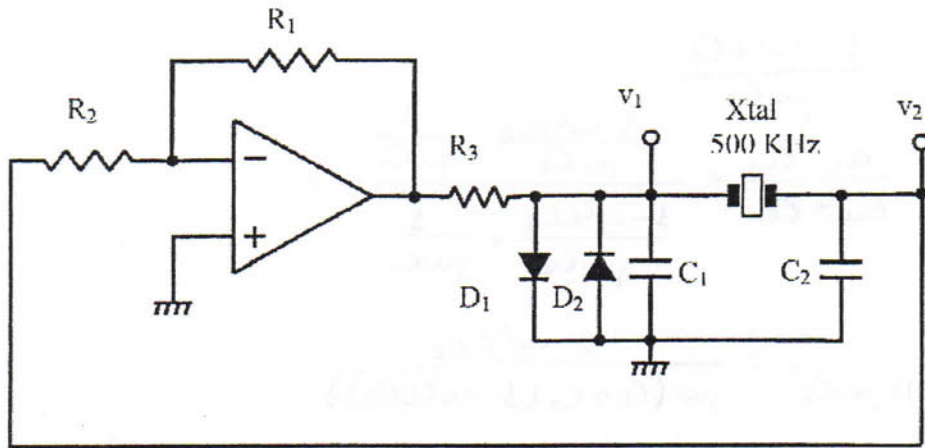 R₁
R₂
v₁
Xtal
500 KHz
v₂
R₃
−
+
D₁
D₂
C₁
C₂